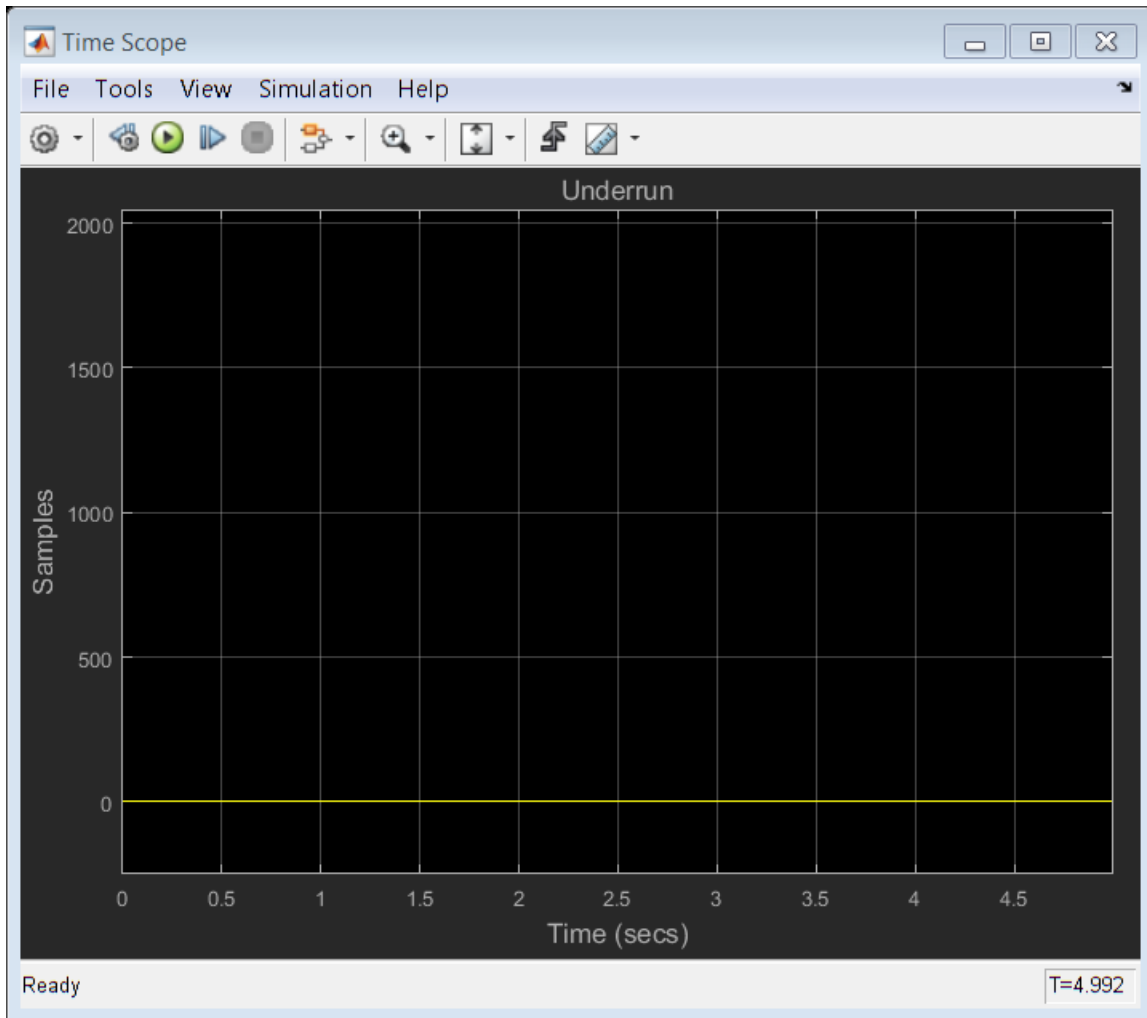 Time Scope
File Tools View Simulation Help
Underrun
2000
1500
1000
500
0
Samples
0 0.5 1 1.5 2 2.5 3 3.5 4 4.5
Time (secs)
Ready T=4.992